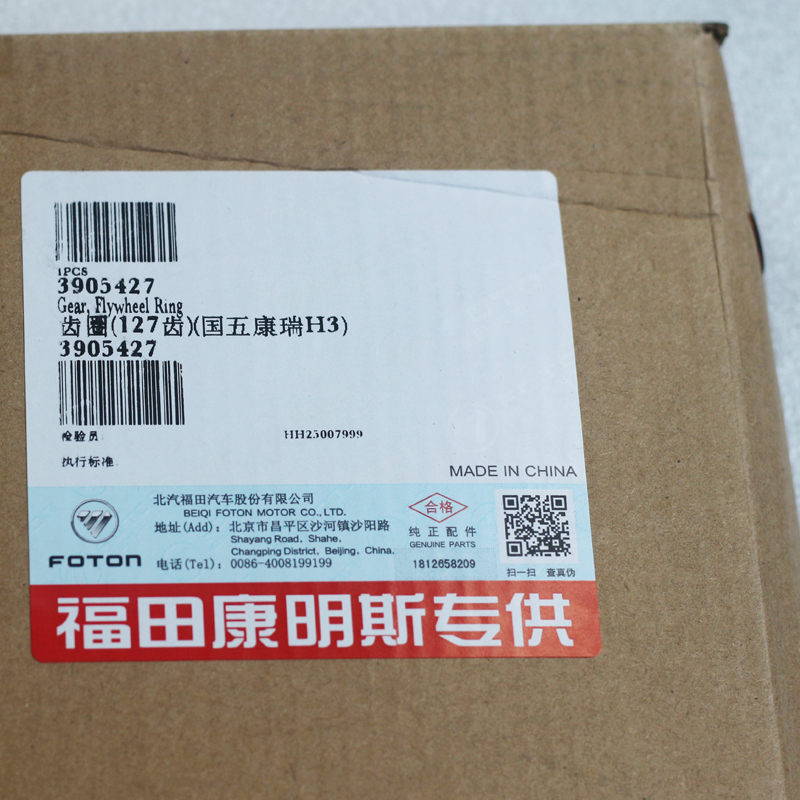 1PCS
3905427
Gear, Flywheel Ring
齿圈(127齿)(国五康瑞H3)
3905427
检验员:
HH25007999
执行标准:
MADE IN CHINA
FOTON
北汽福田汽车股份有限公司
BEIQI FOTON MOTOR CO., LTD.
地址(Add): 北京市昌平区沙河镇沙阳路
Shayang Road, Shahe,
Changping District, Beijing, China.
电话(Tel): 0086-4008199199
合格
纯正配件
GENUINE PARTS
1812658209
扫一扫 查真伪
福田康明斯专供